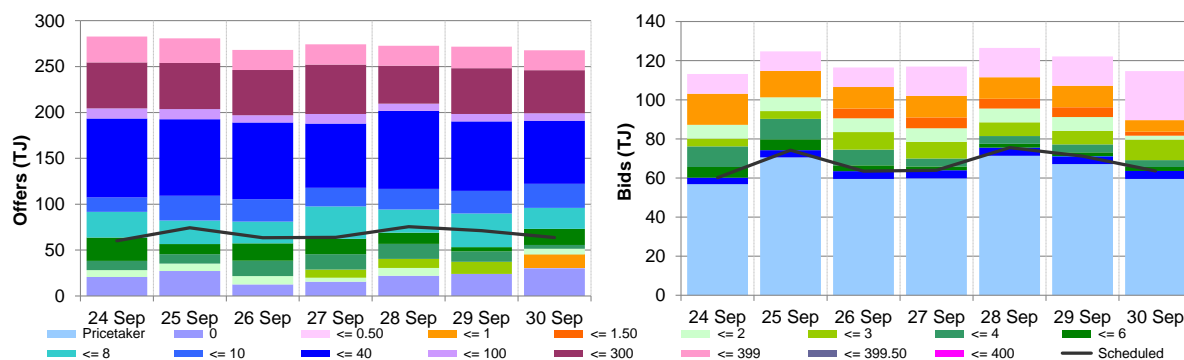 300
250
200
150
100
50
0
Offers (TJ)
24 Sep 25 Sep 26 Sep 27 Sep 28 Sep 29 Sep 30 Sep
140
120
100
80
60
40
20
0
Bids (TJ)
24 Sep 25 Sep 26 Sep 27 Sep 28 Sep 29 Sep 30 Sep
Pricetaker 0 <= 0.50 <= 1 <= 1.50 <= 2 <= 3 <= 4 <= 6
<= 8 <= 10 <= 40 <= 100 <= 300 <= 399 <= 399.50 <= 400 Scheduled